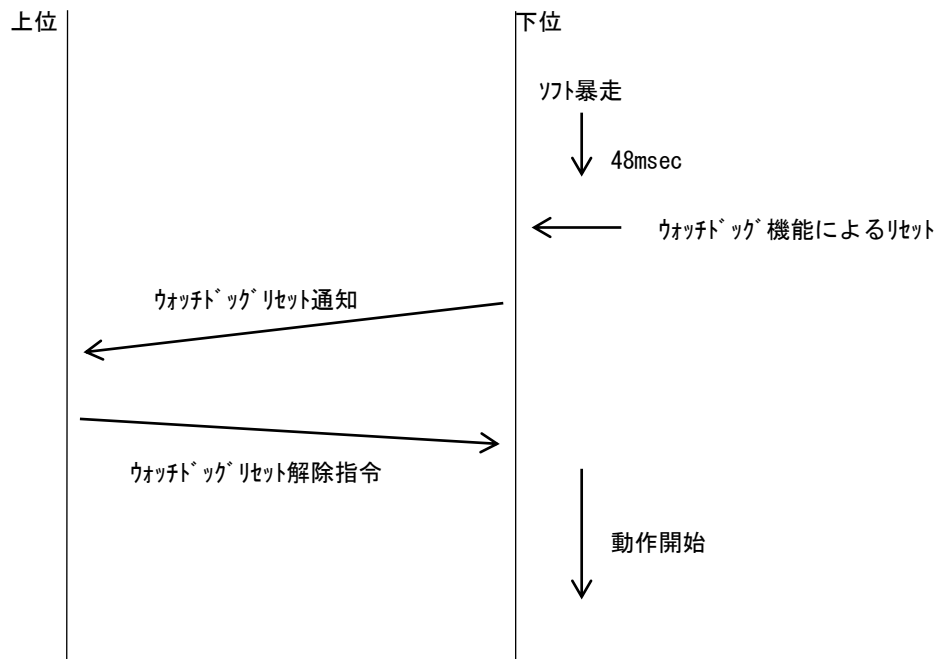 上位
下位
ｿﾌﾄ暴走
48msec
ｳｫｯﾁﾄﾞｯｸﾞ機能によるﾘｾｯﾄ
ｳｫｯﾁﾄﾞｯｸﾞﾘｾｯﾄ通知
ｳｫｯﾁﾄﾞｯｸﾞﾘｾｯﾄ解除指令
動作開始